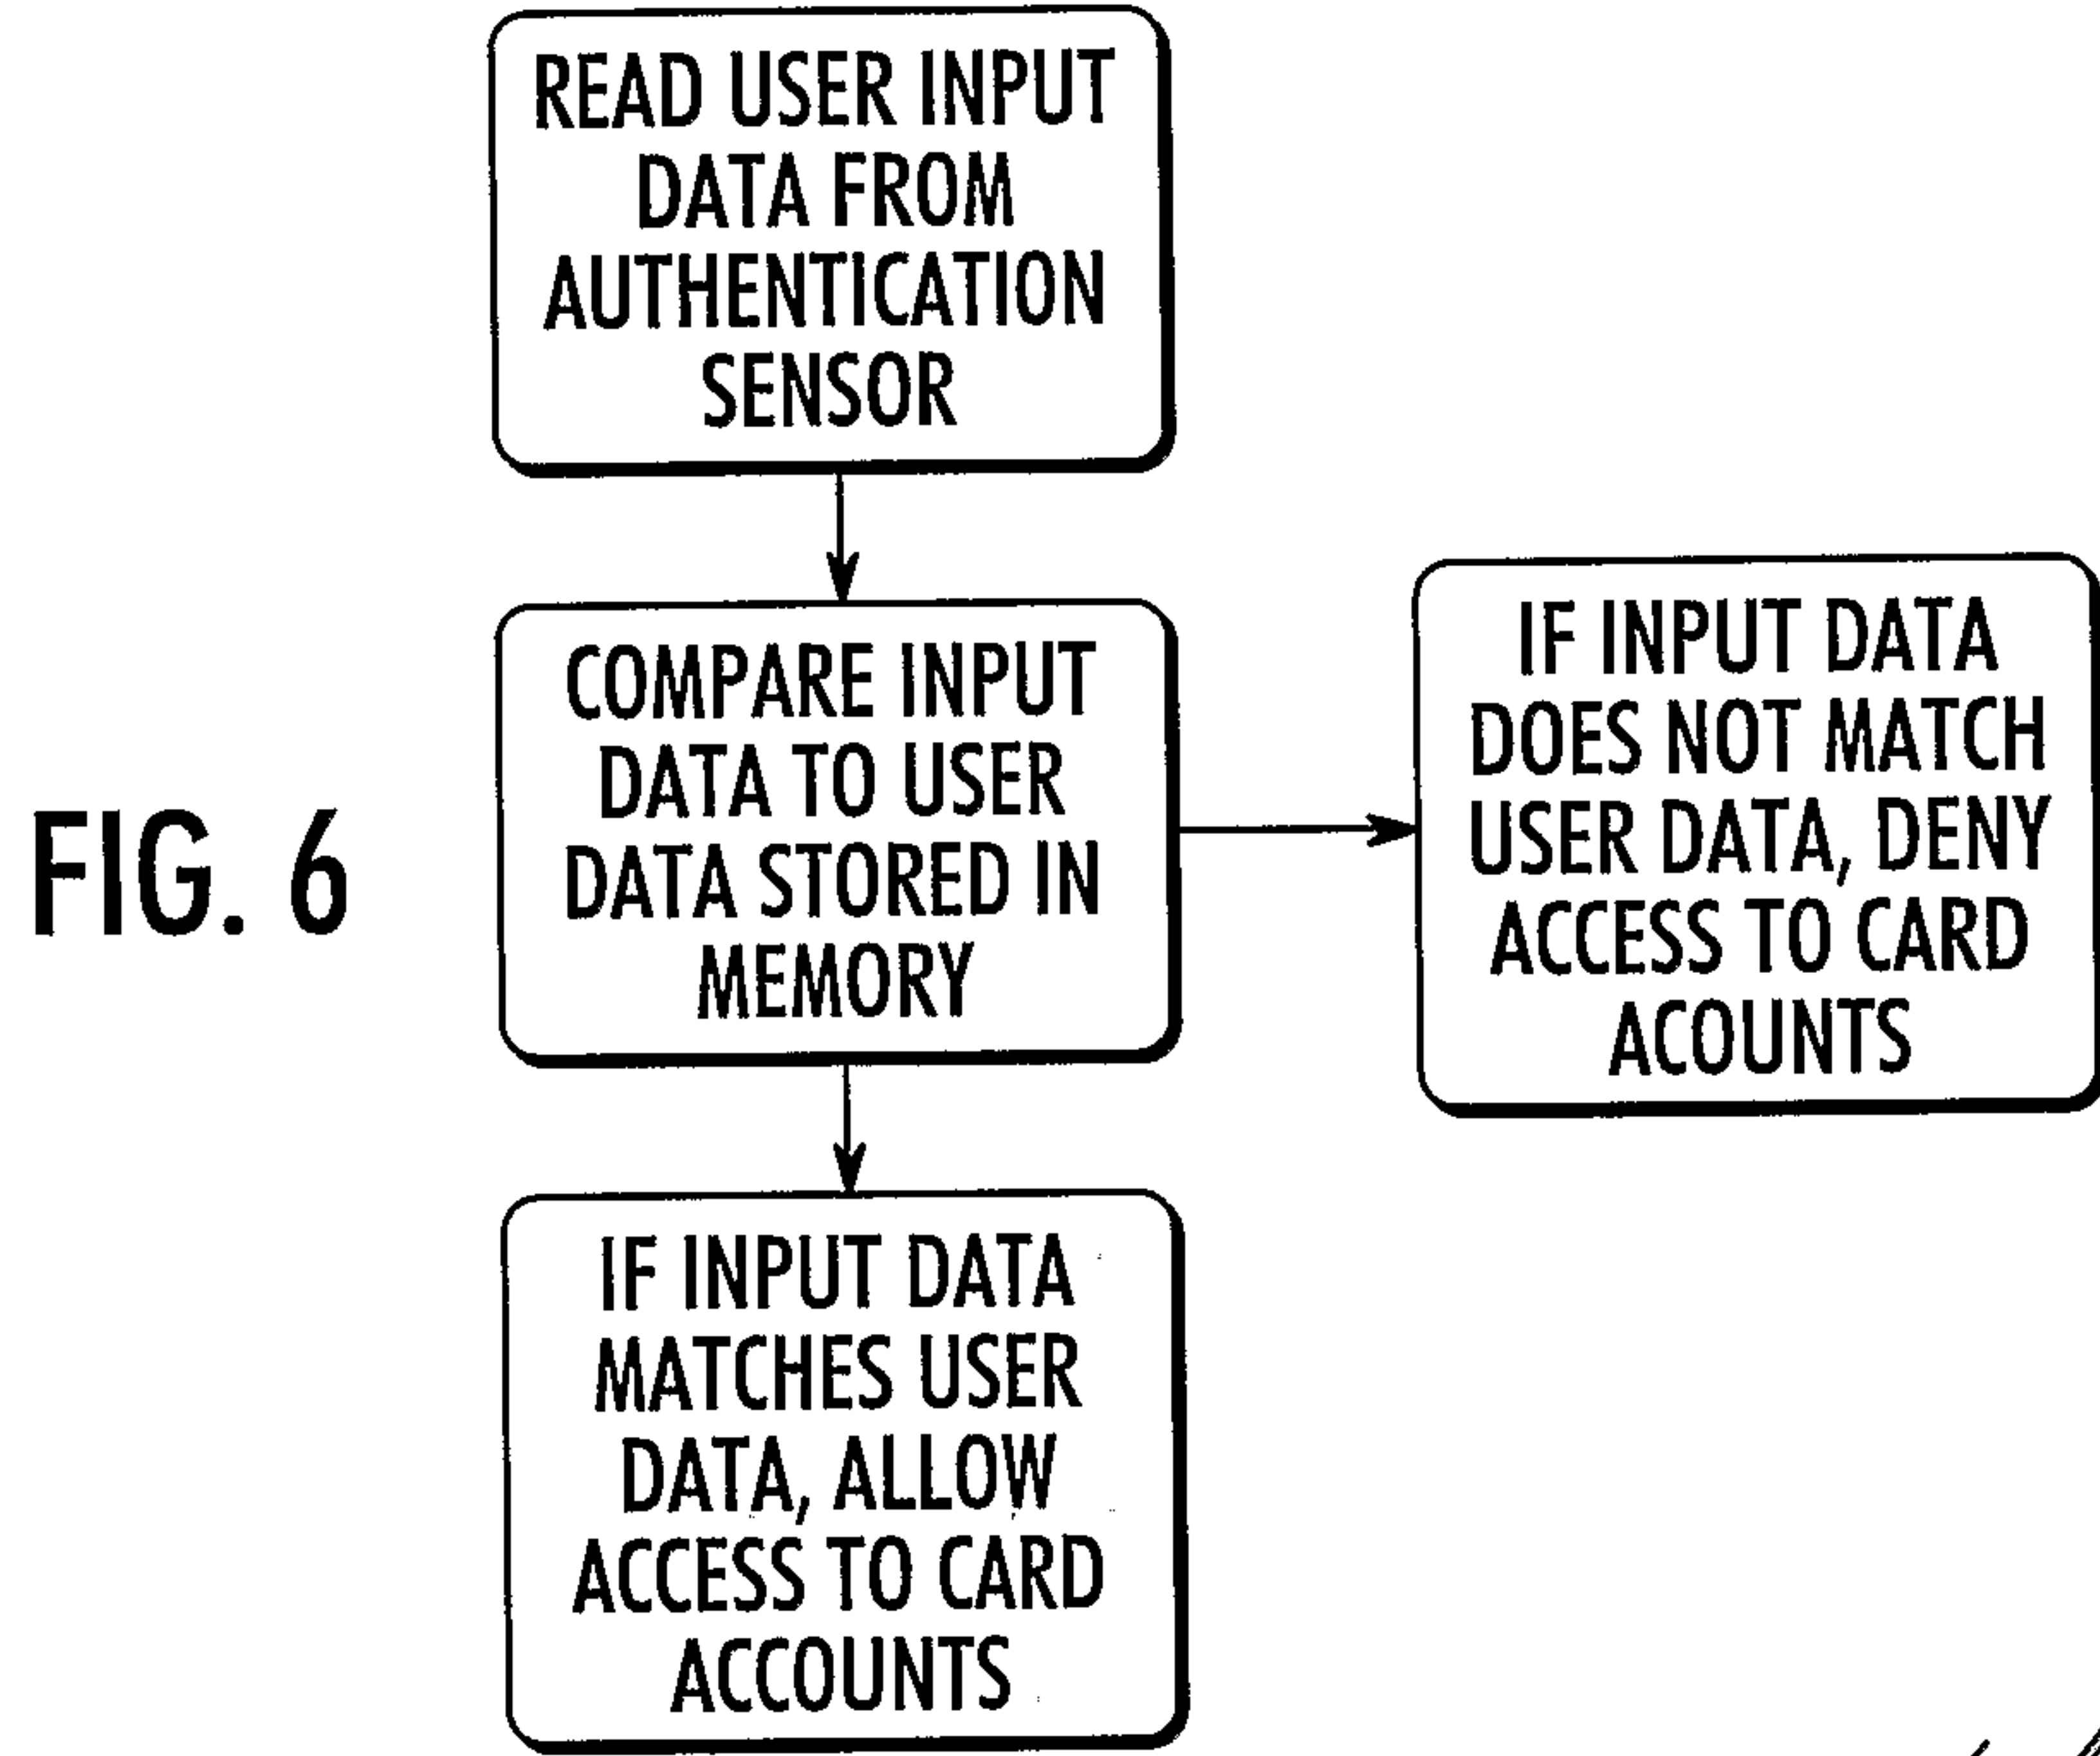 READ USER INPUT
DATA FROM
AUTHENTICATION
SENSOR
COMPARE INPUT
DATA TO USER
DATA STORED IN
MEMORY
IF INPUT DATA
DOES NOT MATCH
USER DATA, DENY
ACCESS TO CARD
ACOUNTS
IF INPUT DATA
MATCHES USER
DATA, ALLOW
ACCESS TO CARD
ACCOUNTS
FIG. 6